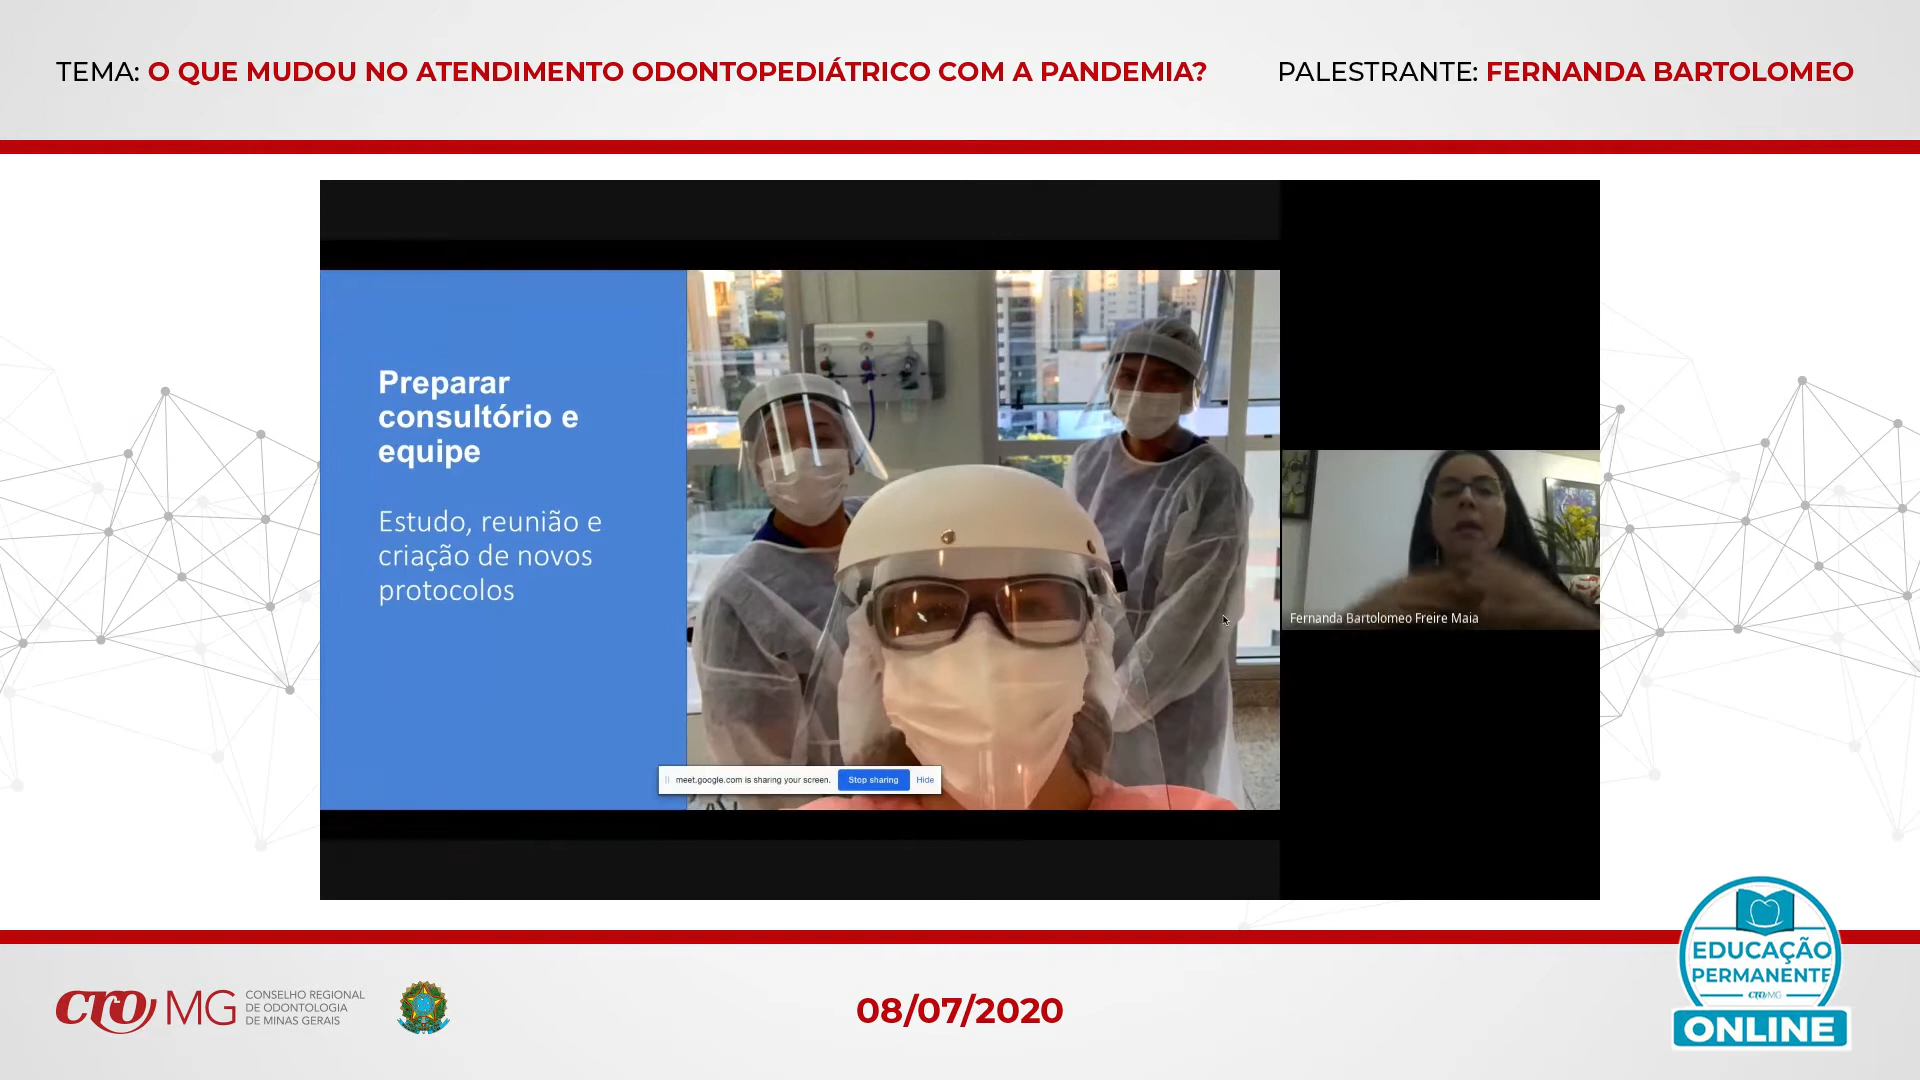 TEMA: O QUE MUDOU NO ATENDIMENTO ODONTOPEDIÁTRICO COM A PANDEMIA?
PALESTRANTE: FERNANDA BARTOLOMEO
Preparar
consultório e
equipe
Estudo, reunião e
criação de novos
protocolos
meet.google.com is sharing your screen. Stop sharing Hide
Fernanda Bartolomeo Freire Maia
cro MG
CONSELHO REGIONAL
DE ODONTOLOGIA
DE MINAS GERAIS
08/07/2020
EDUCAÇÃO
PERMANENTE
CRO/MG
ONLINE